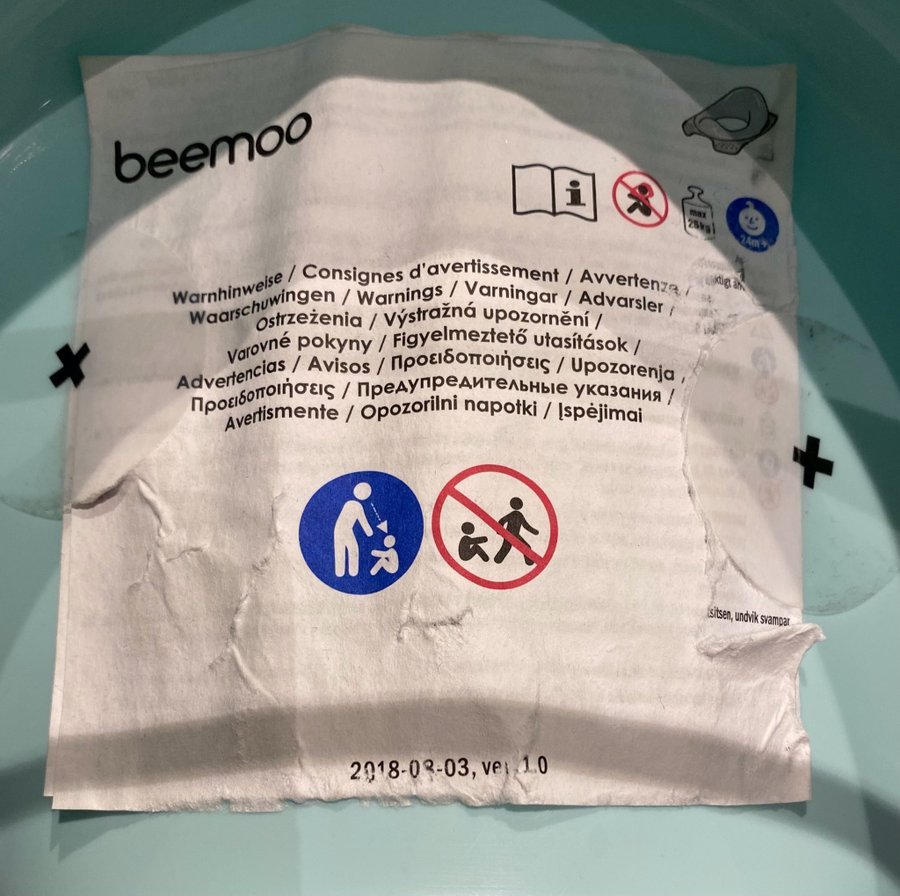 beemoo
max
25kg
24m+
Warnhinweise / Consignes d'avertissement / Avvertenze /
Waarschuwingen / Warnings / Varningar / Advarsler /
Ostrzeżenia / Výstražná upozornění /
Varovné pokyny / Figyelmeztető utasítások /
Advertencias / Avisos / Προειδοποιήσεις / Upozorenja /
Προειδοποιήσεις / Предупредительные указания /
Avertismente / Opozorilni napotki / Įspėjimai
sitsen, undvik svampar
2018-08-03, ver. 1.0